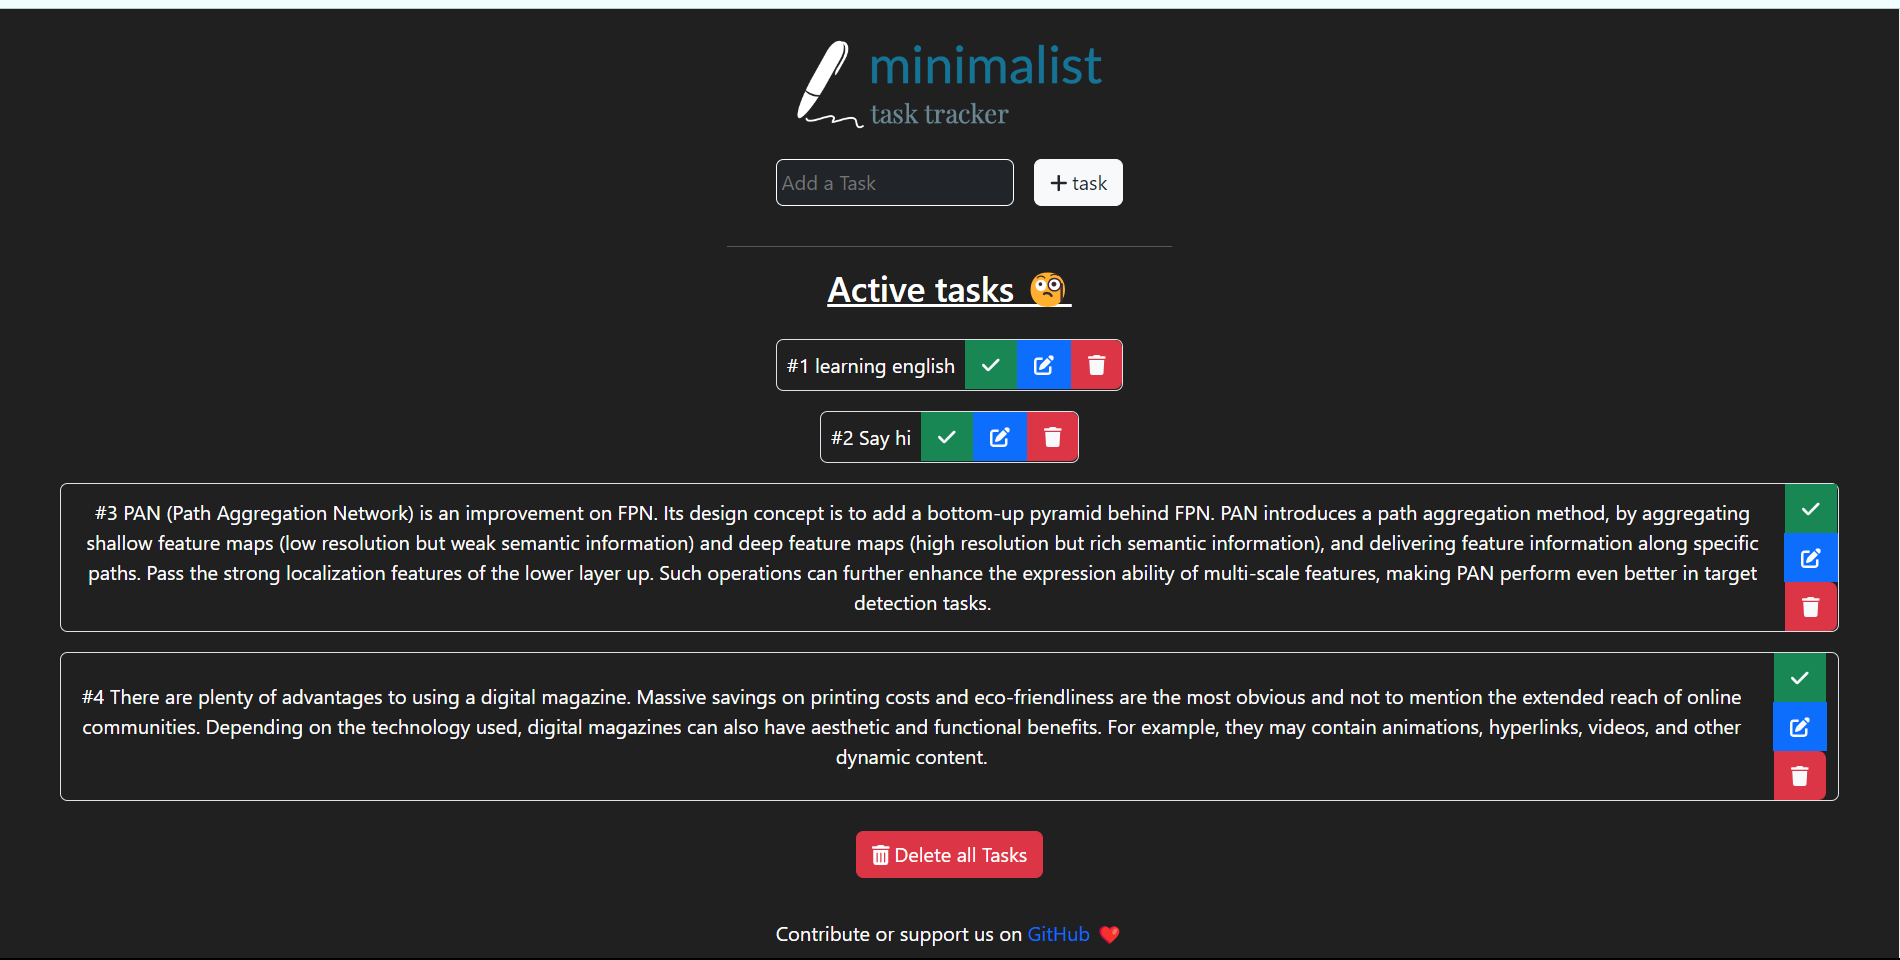 minimalist
task tracker
Add a Task
+ task
Active tasks 🧐
#1 learning english
#2 Say hi
#3 PAN (Path Aggregation Network) is an improvement on FPN. Its design concept is to add a bottom-up pyramid behind FPN. PAN introduces a path aggregation method, by aggregating
shallow feature maps (low resolution but weak semantic information) and deep feature maps (high resolution but rich semantic information), and delivering feature information along specific
paths. Pass the strong localization features of the lower layer up. Such operations can further enhance the expression ability of multi-scale features, making PAN perform even better in target
detection tasks.
#4 There are plenty of advantages to using a digital magazine. Massive savings on printing costs and eco-friendliness are the most obvious and not to mention the extended reach of online
communities. Depending on the technology used, digital magazines can also have aesthetic and functional benefits. For example, they may contain animations, hyperlinks, videos, and other
dynamic content.
Delete all Tasks
Contribute or support us on GitHub ❤️